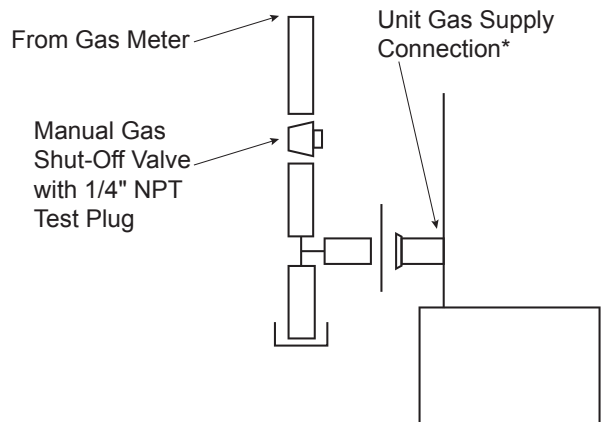 From Gas Meter
Unit Gas Supply
Connection*
Manual Gas
Shut-Off Valve
with 1/4" NPT
Test Plug